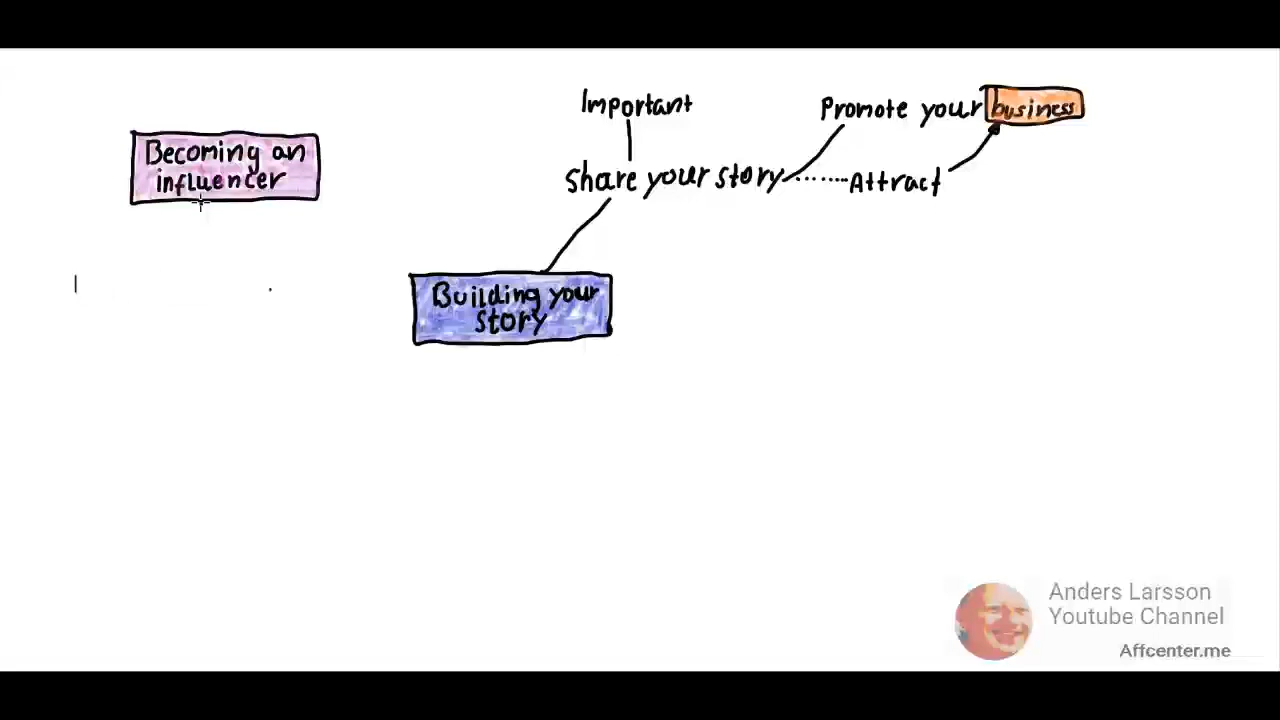 Important
Promote your business
Becoming an
influencer
share your story
Attract
Building your
story
Anders Larsson
Youtube Channel
Affcenter.me